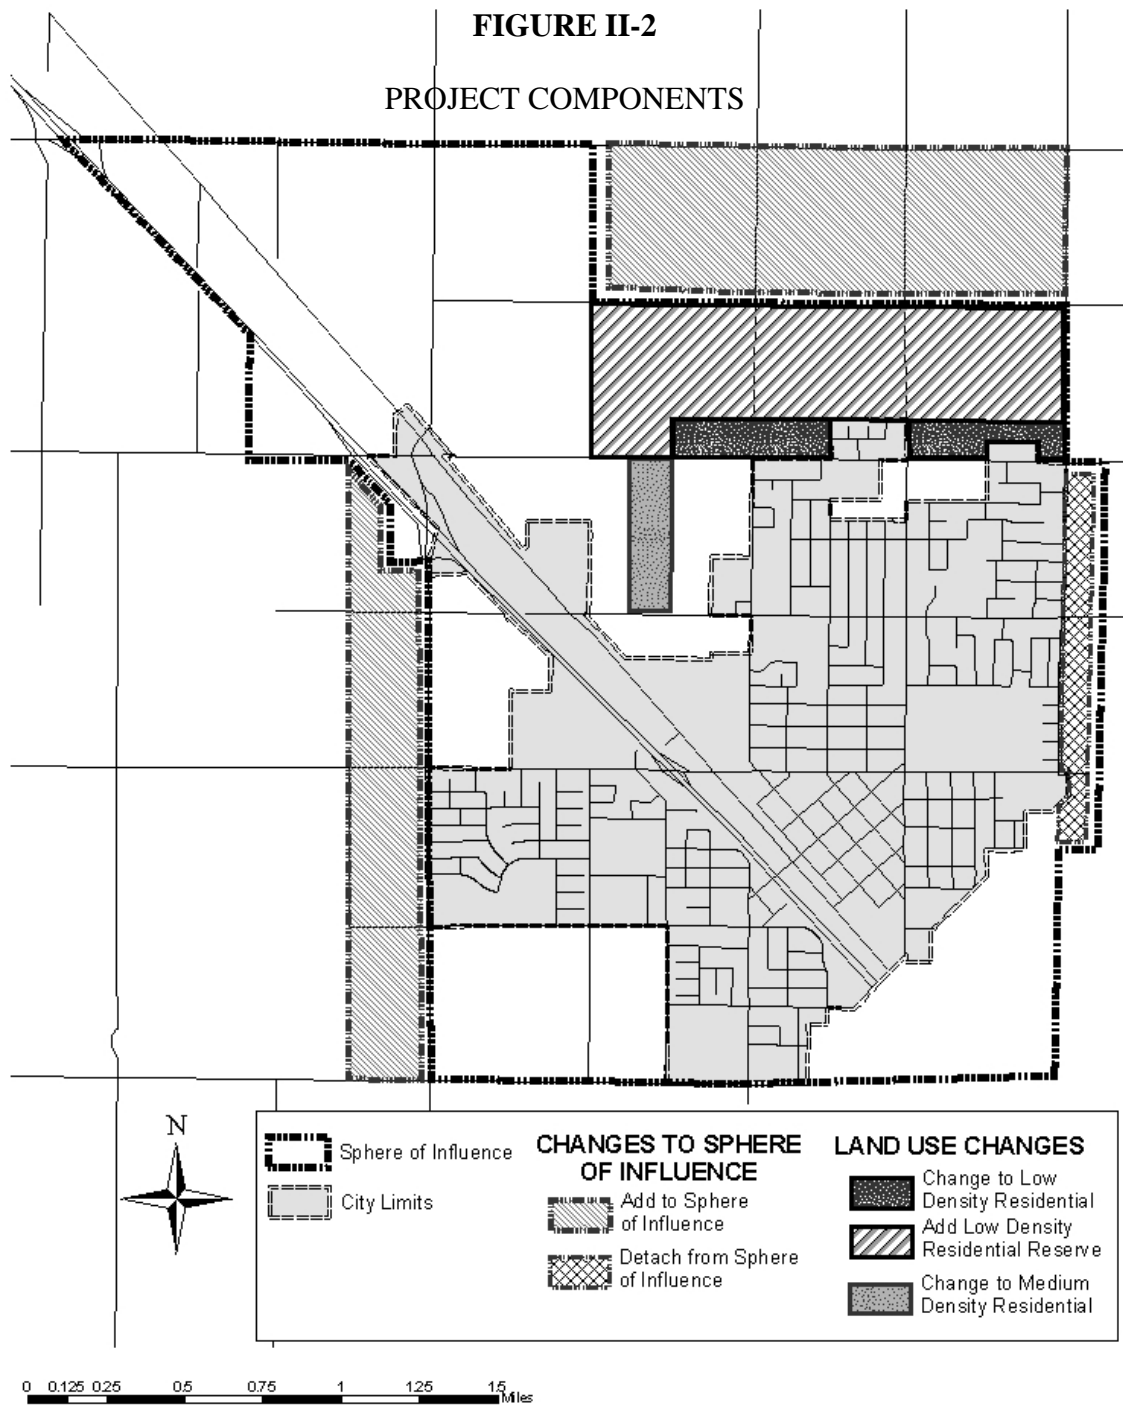 FIGURE II-2
PROJECT COMPONENTS
N
Sphere of Influence
City Limits
CHANGES TO SPHERE
OF INFLUENCE
Add to Sphere
of Influence
Detach from Sphere
of Influence
LAND USE CHANGES
Change to Low
Density Residential
Add Low Density
Residential Reserve
Change to Medium
Density Residential
0 0.125 0.25 0.5 0.75 1 1.25 1.5
Miles